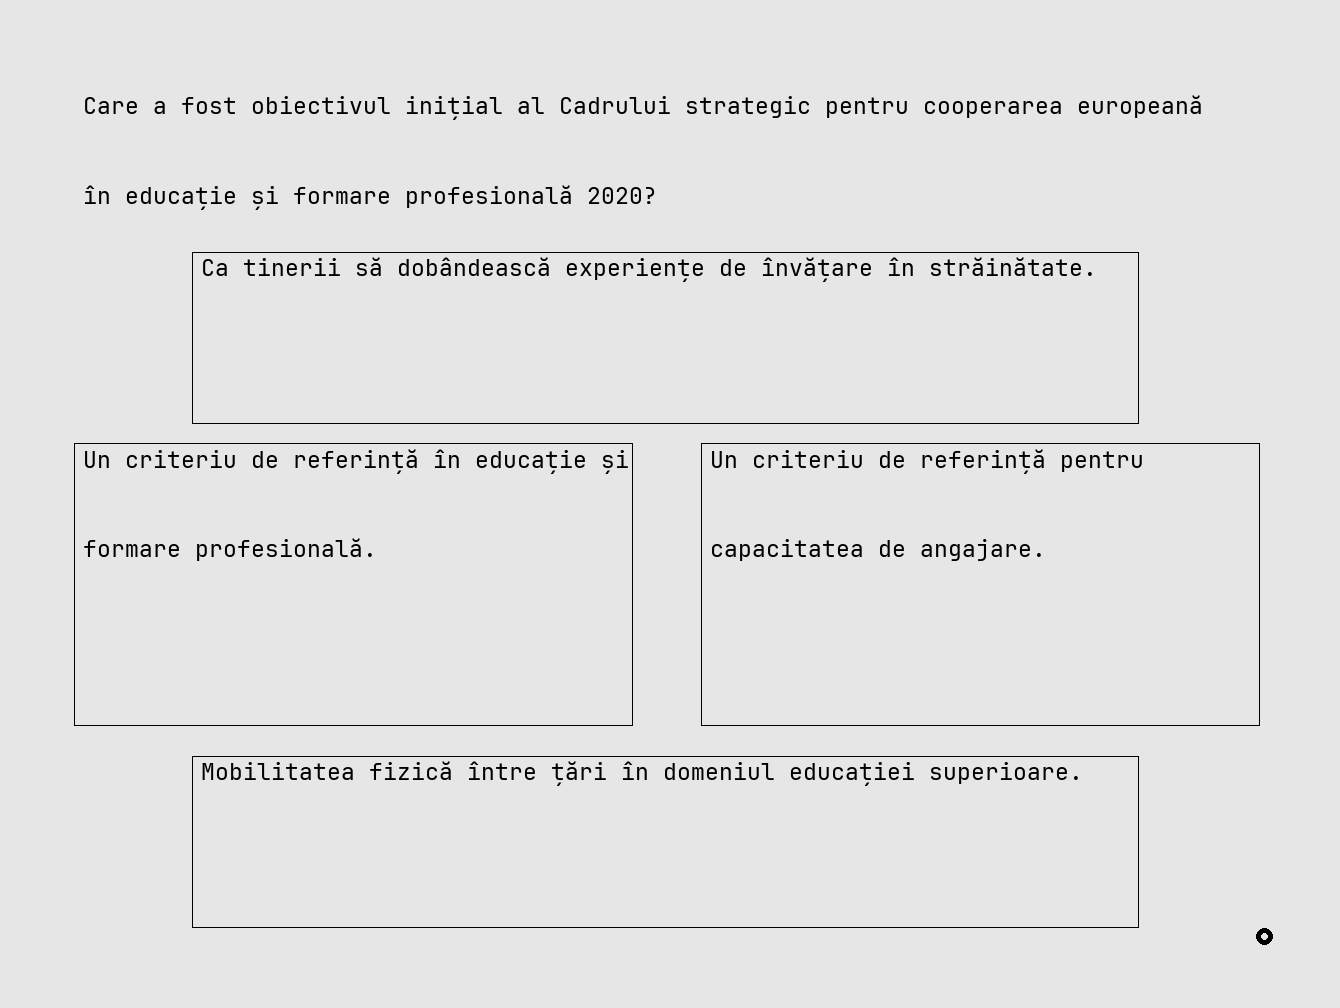 Care a fost obiectivul inițial al Cadrului strategic pentru cooperarea europeană
în educație și formare profesională 2020?
Ca tinerii să dobândească experiențe de învățare în străinătate.
Un criteriu de referință în educație și
formare profesională.
Un criteriu de referință pentru
capacitatea de angajare.
Mobilitatea fizică între țări în domeniul educației superioare.